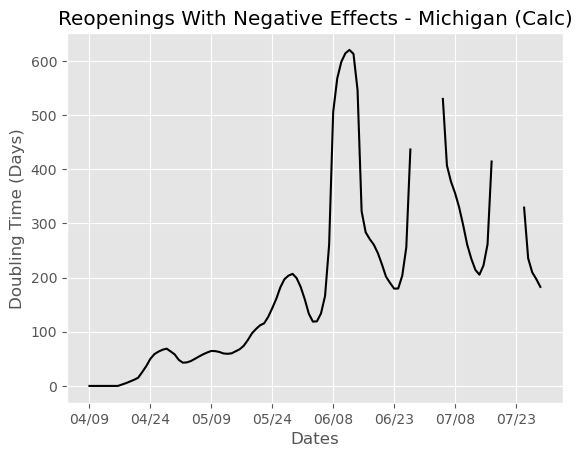 Reopenings With Negative Effects - Michigan (Calc)
Doubling Time (Days)
600
500
400
300
200
100
0
04/09 04/24 05/09 05/24 06/08 06/23 07/08 07/23
Dates